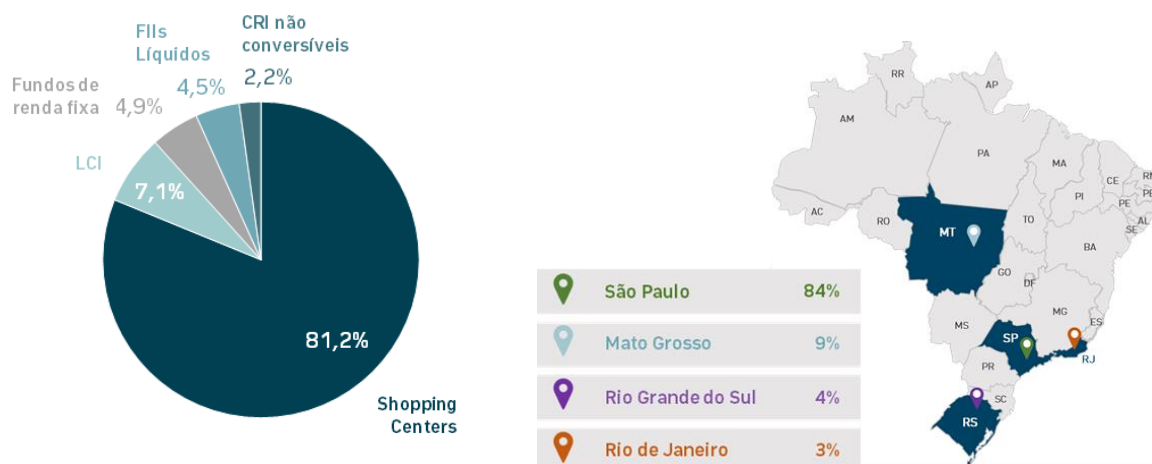 CRI não
conversíveis
2,2%
FIIs
Líquidos
4,5%
Fundos de
renda fixa
4,9%
LCI
7,1%
81,2%
Shopping
Centers
São Paulo 84%
Mato Grosso 9%
Rio Grande do Sul 4%
Rio de Janeiro 3%
RR
AP
AM
PA
MA
CE
RN
PI
PE
PB
AC
RO
TO
AL
SE
MT
BA
GO
DF
MG
ES
MS
SP
RJ
PR
SC
RS